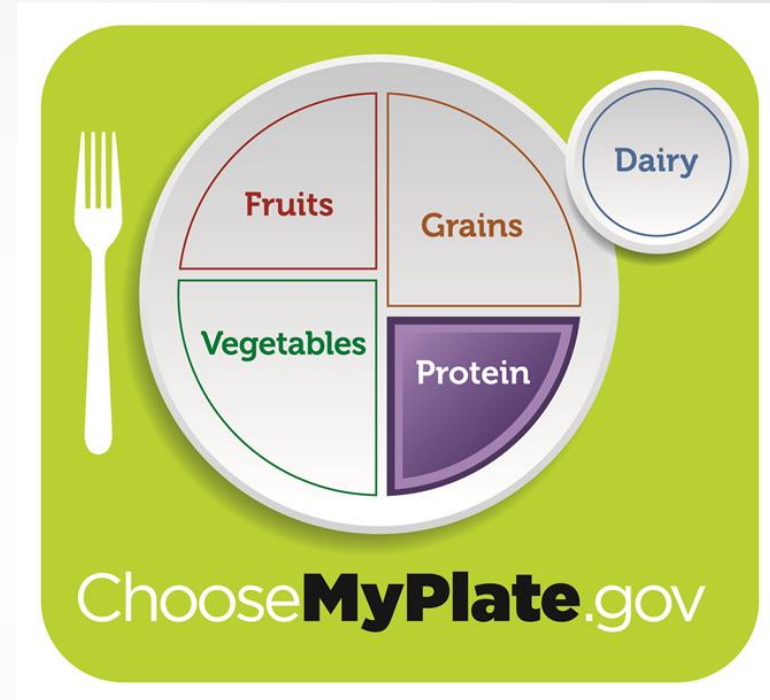 Dairy
Fruits
Grains
Vegetables
Protein
ChooseMyPlate.gov